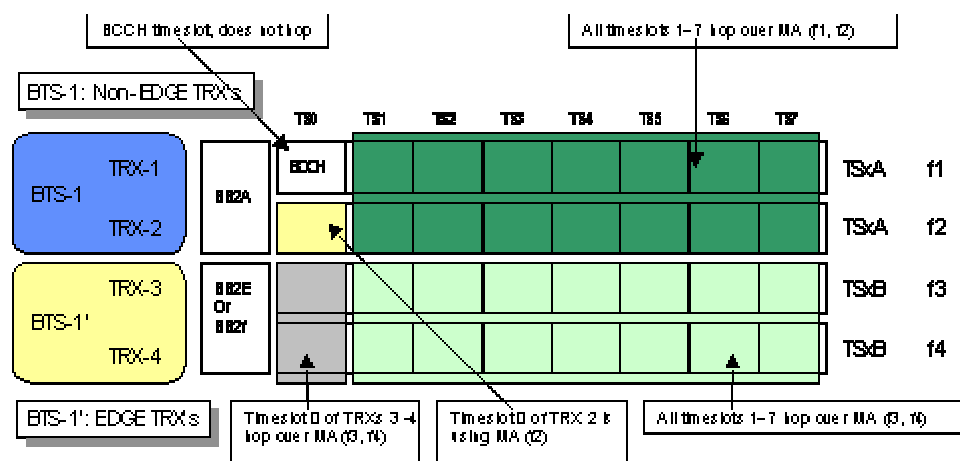 BCCH timeslot, does not hop
All timeslots 1-7 hop over MA (f1, f2)
BTS-1: Non-EDGE TRX's
TS0 TS1 TS2 TS3 TS4 TS5 TS6 TS7
BTS-1
TRX-1
TRX-2
BB2A
BCCH
TSxA f1
TSxA f2
BTS-1'
TRX-3
TRX-4
BB2E
Or
BB2F
TSxB f3
TSxB f4
BTS-1': EDGE TRX's
Timeslot 0 of TRXs 3-4
hop over MA (f3, f4)
Timeslot 0 of TRX 2 is
using MA (f2)
All timeslots 1-7 hop over MA (f3, f4)